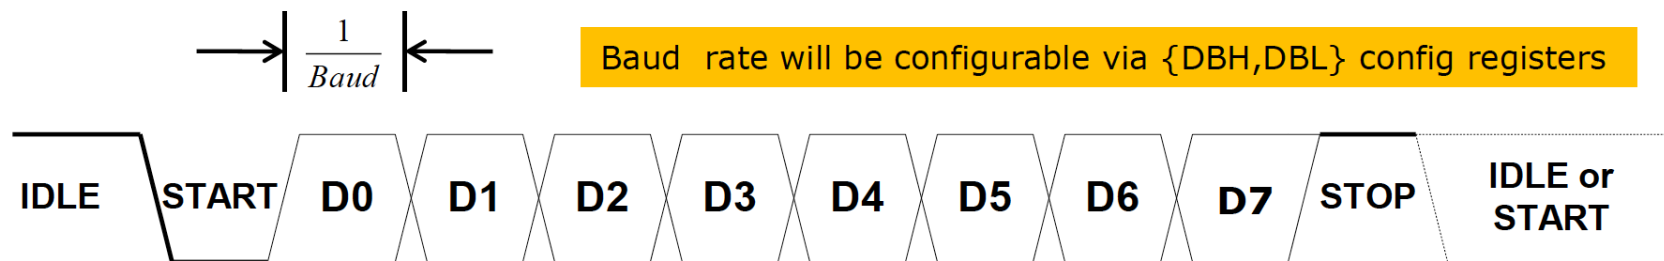 1
Baud
Baud rate will be configurable via {DBH,DBL} config registers
IDLE START D0 D1 D2 D3 D4 D5 D6 D7 STOP IDLE or
START